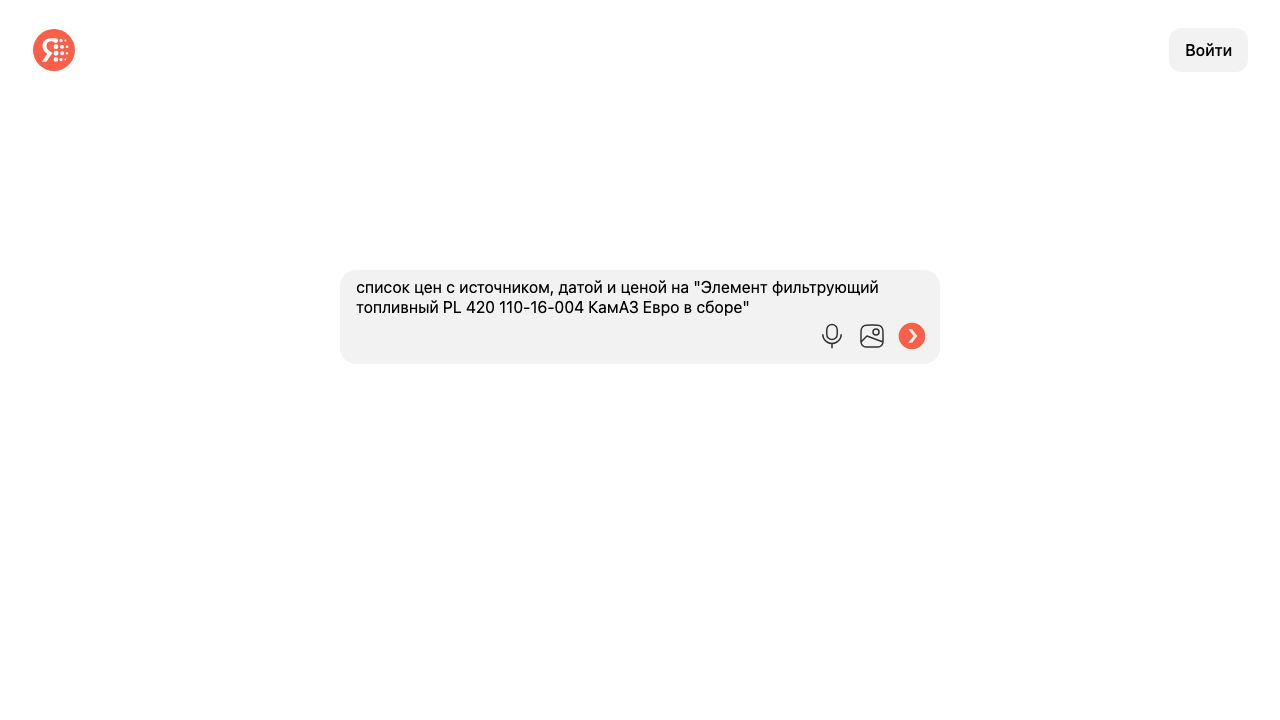 Я
Войти
список цен с источником, датой и ценой на "Элемент фильтрующий
топливный PL 420 110-16-004 КамАЗ Евро в сборе"